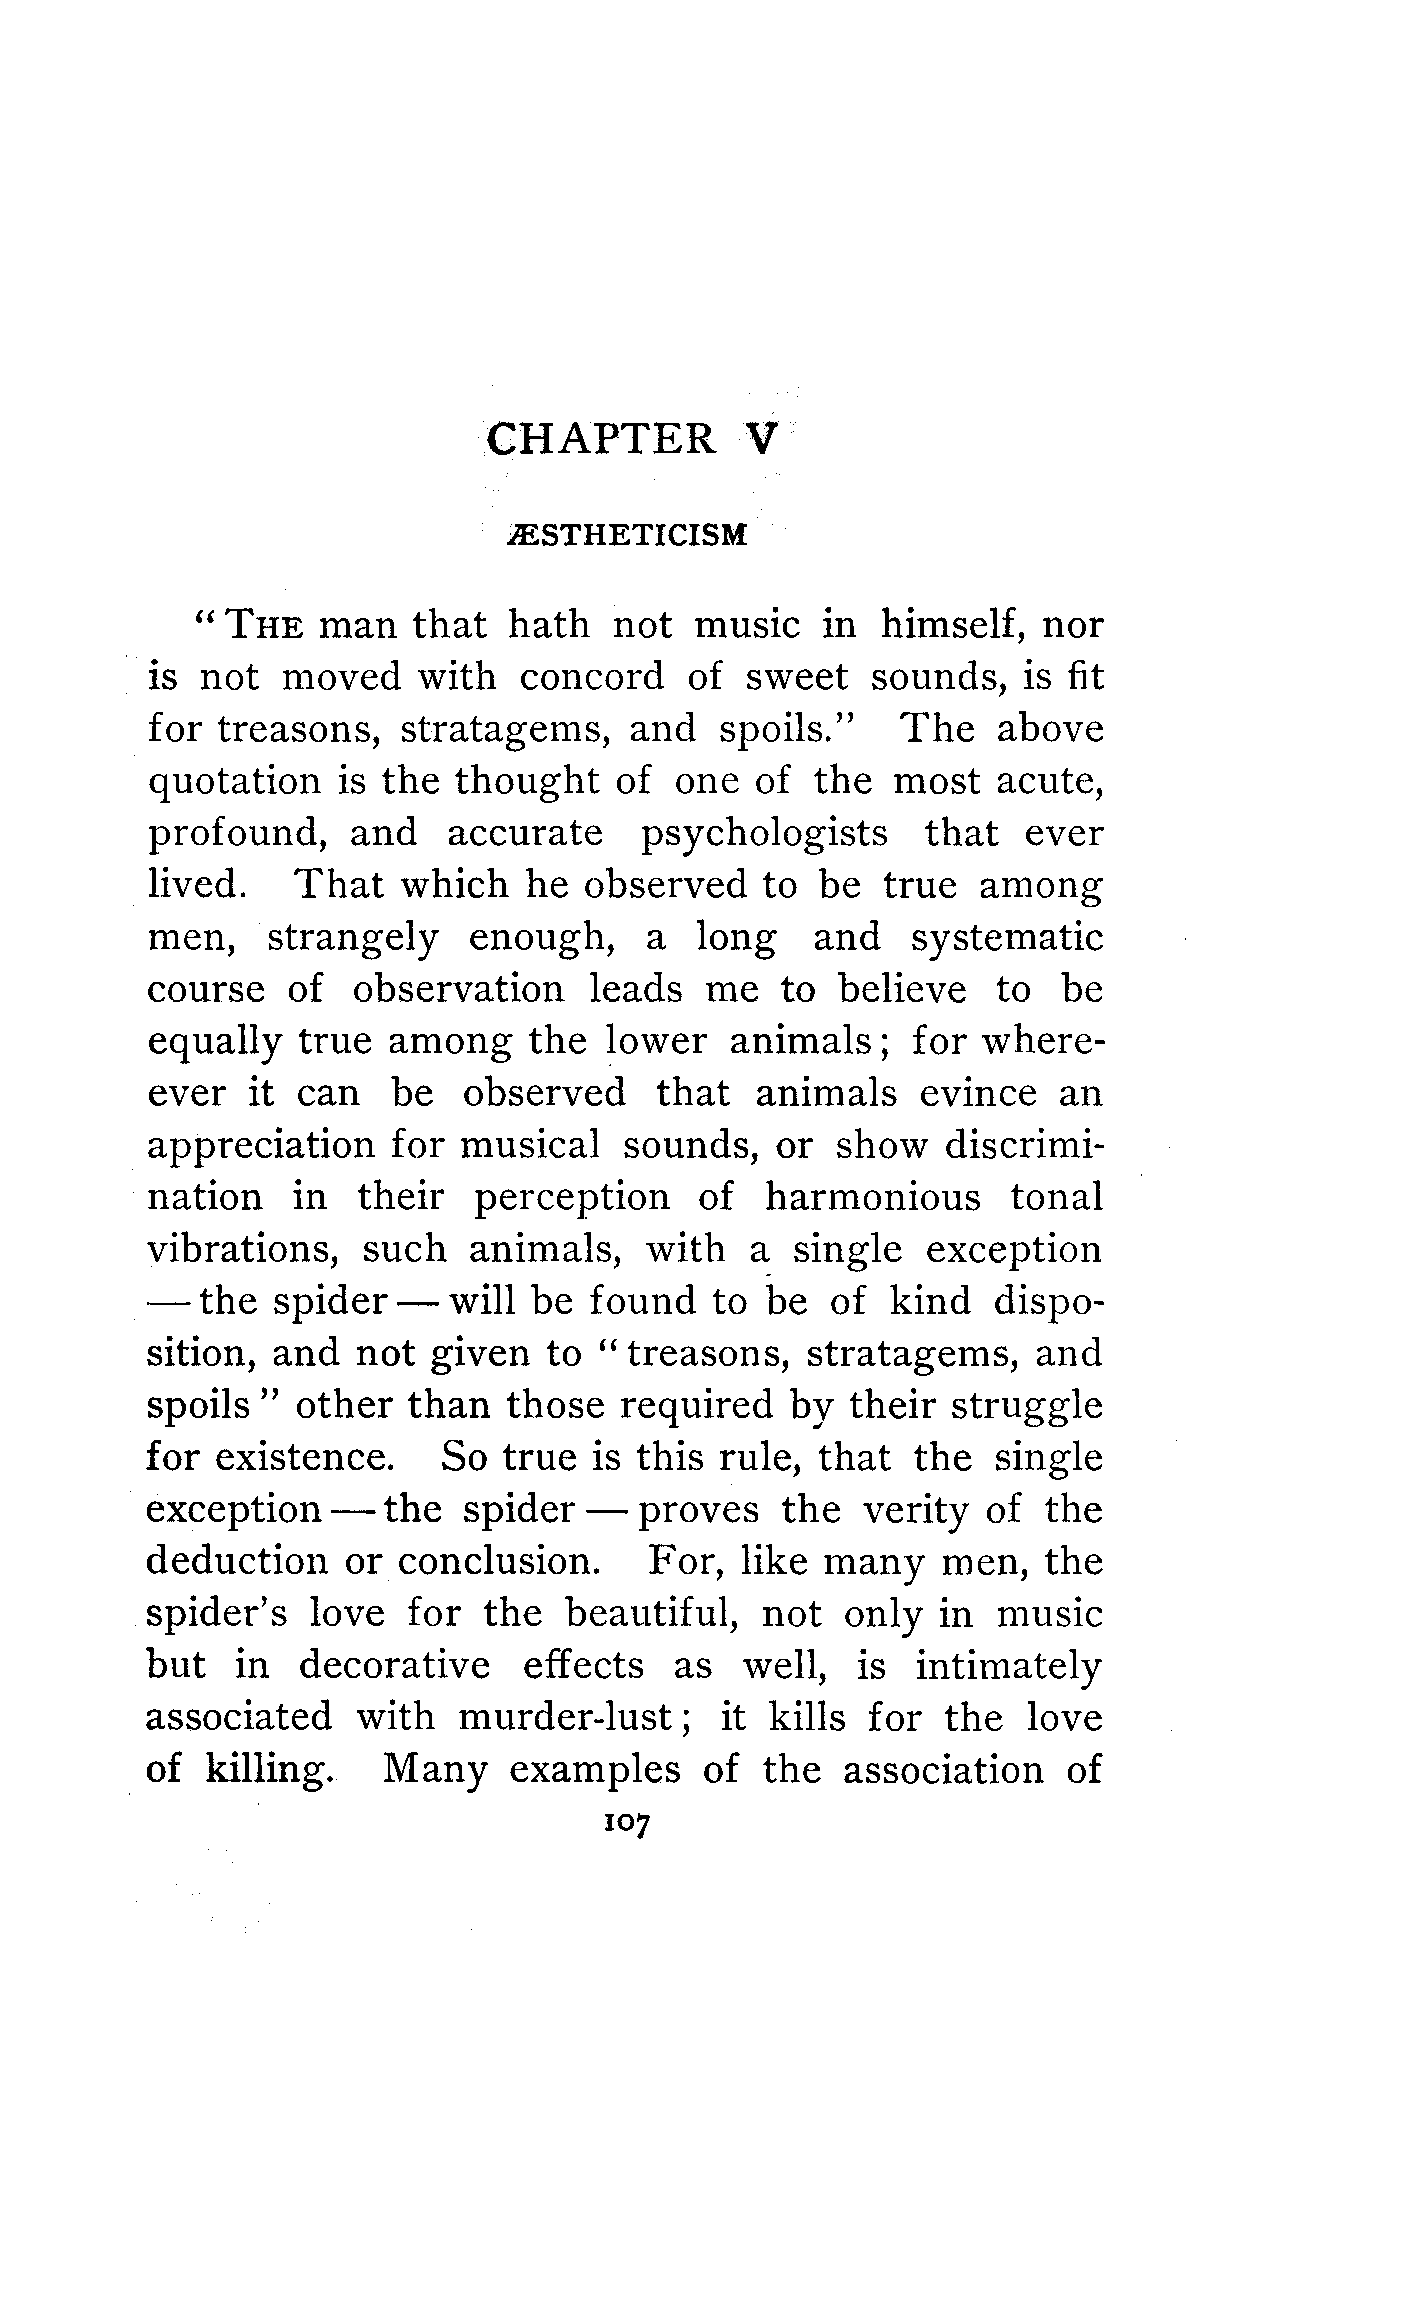 CHAPTER V
ÆSTHETICISM
“THE man that hath not music in himself, nor
is not moved with concord of sweet sounds, is fit
for treasons, stratagems, and spoils.” The above
quotation is the thought of one of the most acute,
profound, and accurate psychologists that ever
lived. That which he observed to be true among
men, strangely enough, a long and systematic
course of observation leads me to believe to be
equally true among the lower animals; for where-
ever it can be observed that animals evince an
appreciation for musical sounds, or show discrimi-
nation in their perception of harmonious tonal
vibrations, such animals, with a single exception
— the spider — will be found to be of kind dispo-
sition, and not given to “treasons, stratagems, and
spoils” other than those required by their struggle
for existence. So true is this rule, that the single
exception — the spider — proves the verity of the
deduction or conclusion. For, like many men, the
spider’s love for the beautiful, not only in music
but in decorative effects as well, is intimately
associated with murder-lust; it kills for the love
of killing. Many examples of the association of
107